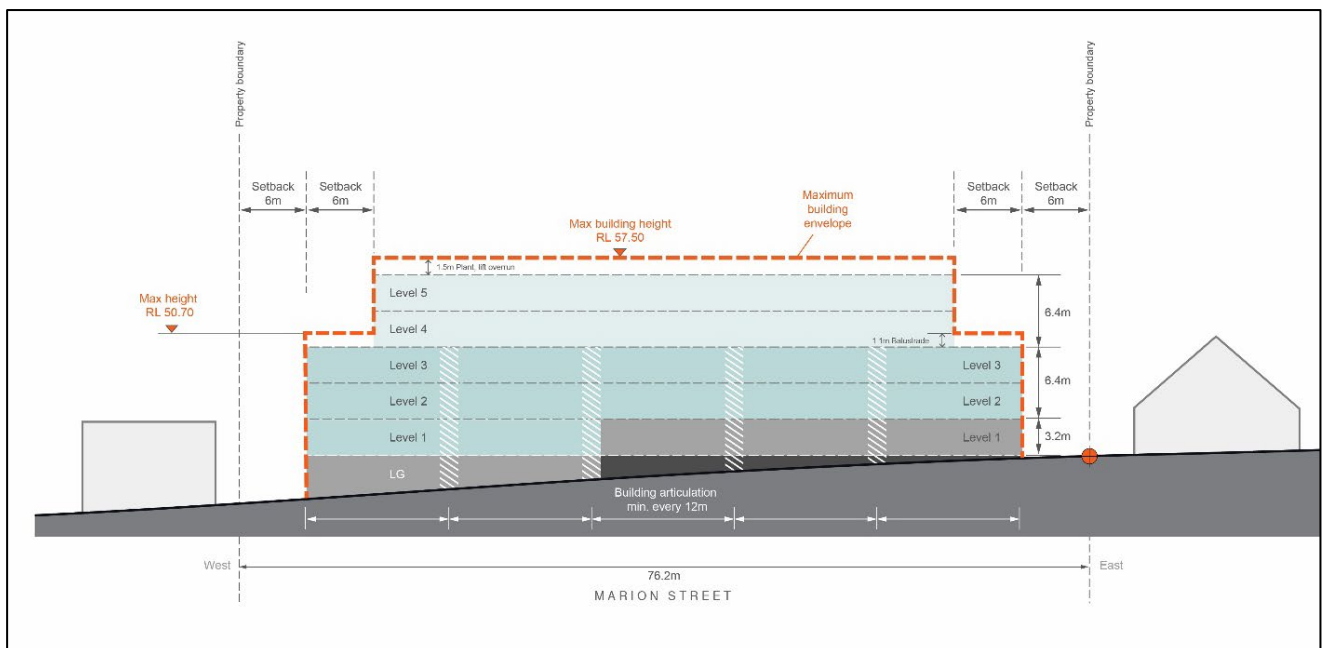 Property boundary
Property boundary
Setback
6m
Setback
6m
Setback
6m
Setback
6m
Maximum
building
envelope
Max building height
RL 57.50
1.5m Plant, lift overrun
Level 5
6.4m
Max height
RL 50.70
Level 4
1.1m Balustrade
Level 3
Level 3
6.4m
Level 2
Level 2
Level 1
Level 1
3.2m
LG
Building articulation
min. every 12m
West
East
76.2m
MARION STREET